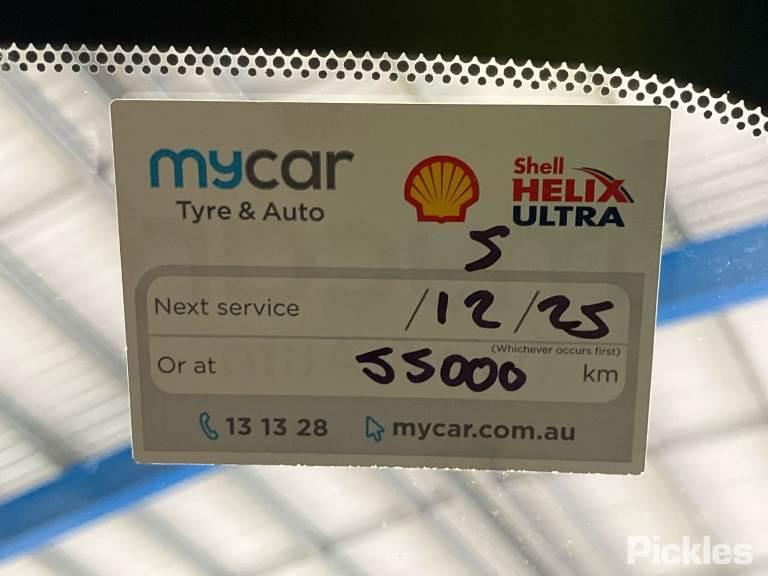 mycar
Tyre & Auto
Shell
HELIX
ULTRA
S
Next service /12/25
(Whichever occurs first)
Or at 55000 km
13 13 28 mycar.com.au
Pickles